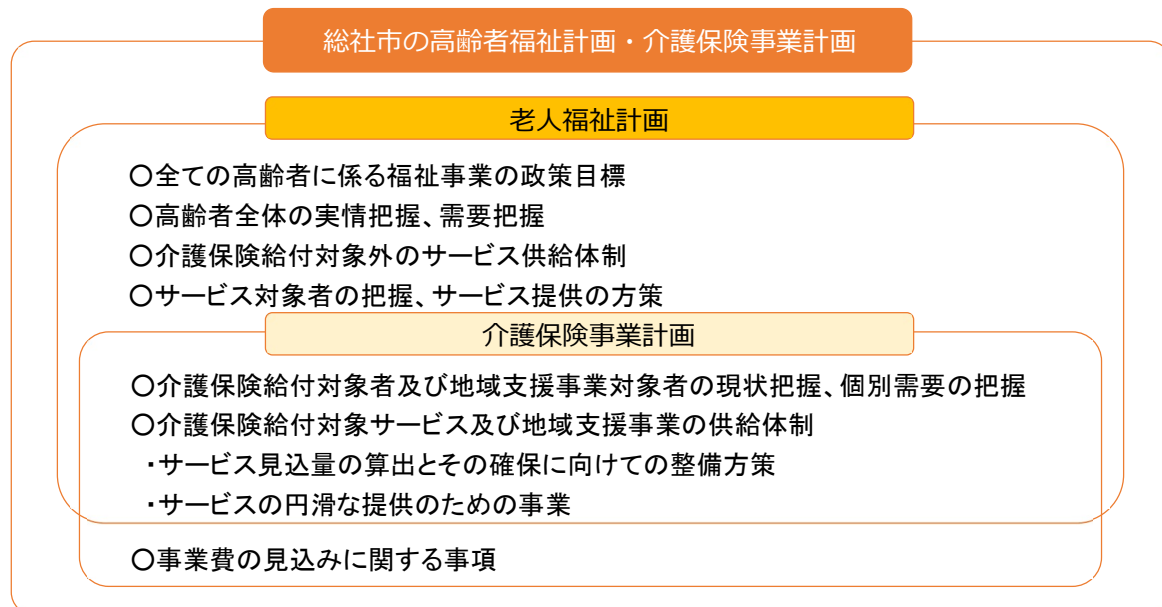 総社市の高齢者福祉計画・介護保険事業計画
老人福祉計画
〇全ての高齢者に係る福祉事業の政策目標
〇高齢者全体の実情把握、需要把握
〇介護保険給付対象外のサービス供給体制
〇サービス対象者の把握、サービス提供の方策
介護保険事業計画
〇介護保険給付対象者及び地域支援事業対象者の現状把握、個別需要の把握
〇介護保険給付対象サービス及び地域支援事業の供給体制
・サービス見込量の算出とその確保に向けての整備方策
・サービスの円滑な提供のための事業
〇事業費の見込みに関する事項